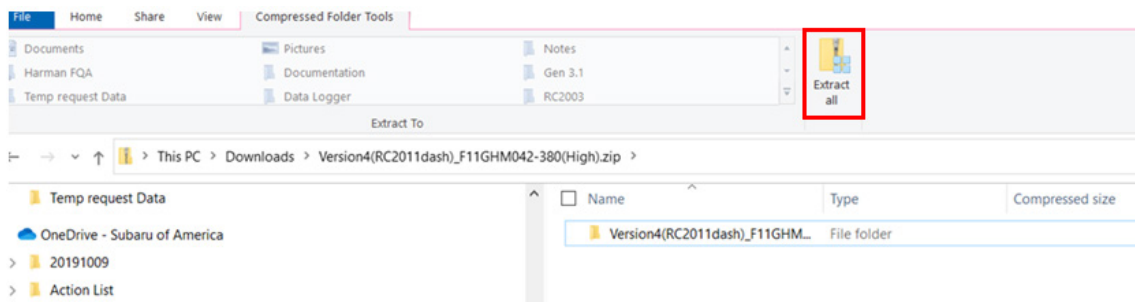 File Home Share View Compressed Folder Tools
Documents Pictures Notes
Harman FQA Documentation Gen 3.1
Temp request Data Data Logger RC2003
Extract
all
Extract To
This PC > Downloads > Version4(RC2011dash)_F11GHM042-380(High).zip >
Temp request Data
Name Type Compressed size
OneDrive - Subaru of America
Version4(RC2011dash)_F11GHM... File folder
20191009
Action List